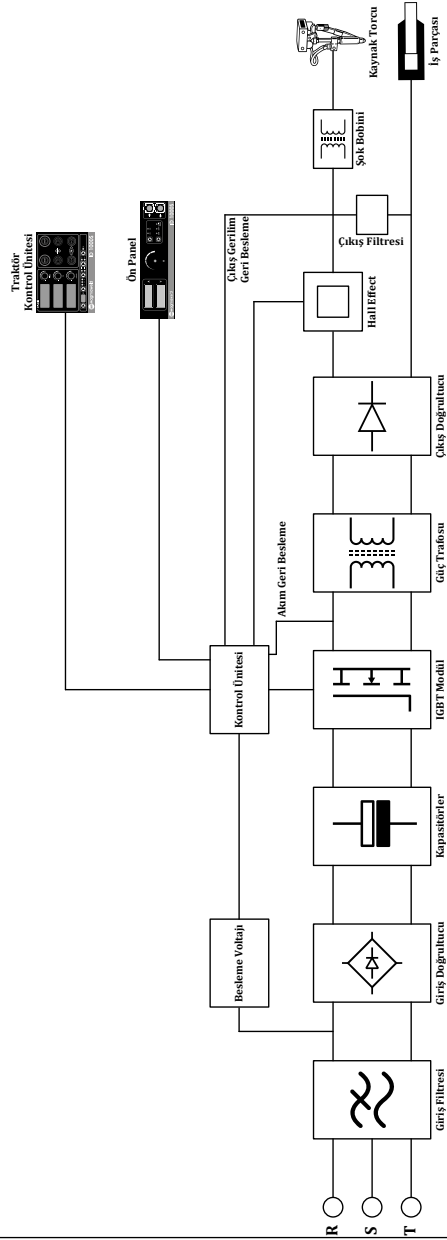 R
S
T
Giriş Filtresi
Giriş Doğrultucu
Kapasitörler
IGBT Modül
Güç Trafosu
Çıkış Doğrultucu
Hall Effect
Çıkış Filtresi
Şok Bobini
Kaynak Torcu
İş Parçası
Besleme Voltajı
Kontrol Ünitesi
Akım Geri Besleme
Çıkış Gerilim
Geri Besleme
Ön Panel
Traktör
Kontrol Ünitesi